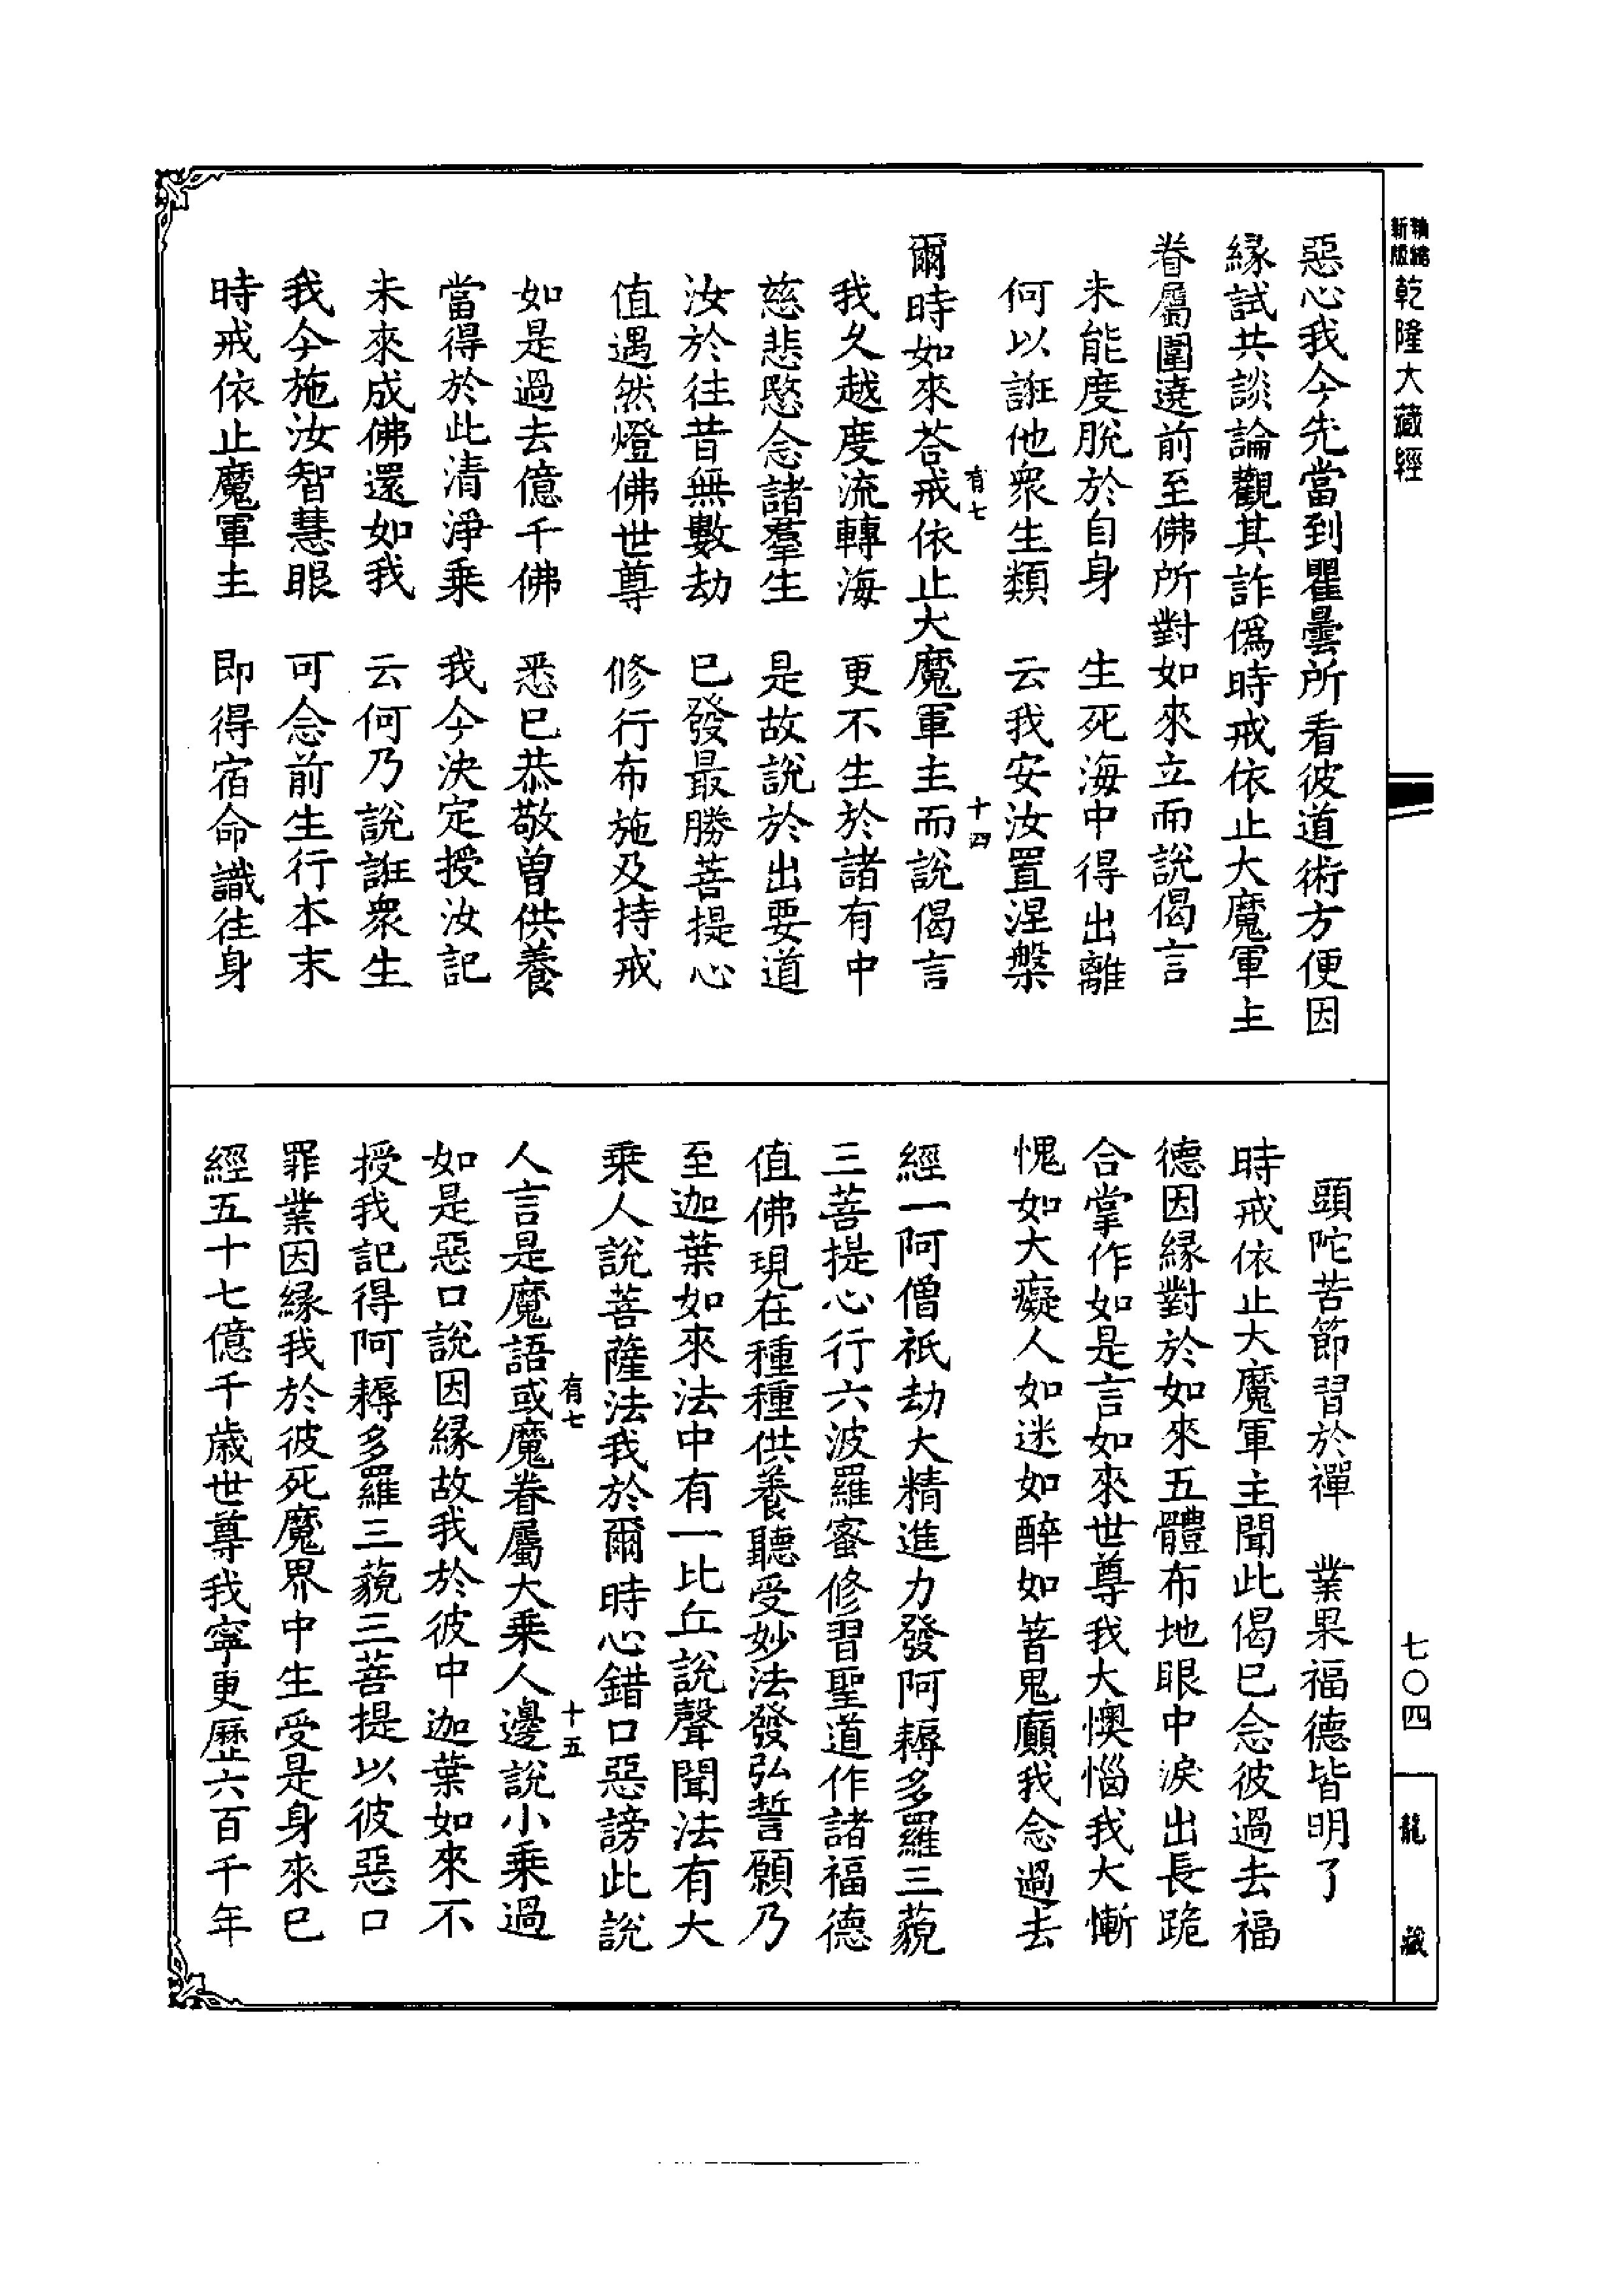 新版
精縮
乾隆大藏經
惡心我今先當到瞿曇所看彼道術方便因
緣試共談論觀其詐僞時戒依止大魔軍主
眷屬圍遶前至佛所對如來立而說偈言
未能度脫於自身　生死海中得出離
何以誑他衆生類　云我安汝置涅槃
有七　十四
爾時如來荅戒依止大魔軍主而說偈言
我久越度流轉海　更不生於諸有中
慈悲愍念諸羣生　是故說於出要道
汝於往昔無數劫　已發最勝菩提心
值遇然燈佛世尊　修行布施及持戒
如是過去億千佛　悉已恭敬曽供養
當得於此清淨乗　我今決定授汝記
未來成佛還如我　云何乃說誑衆生
我今施汝智慧眼　可念前生行本末
時戒依止魔軍主　即得宿命識往身
頭陀苦節習於禪　業果福德皆明了
時戒依止大魔軍主聞此偈已念彼過去福
德因緣對於如來五體布地眼中淚出長跪
合掌作如是言如來世尊我大懊惱我大慚
愧如大癡人如迷如醉如昔鬼癲我念過去
經一阿僧祇劫大精進力發阿耨多羅三藐
三菩提心行六波羅蜜修習聖道作諸福德
值佛現在種種供養聽受妙法發弘誓願乃
至迦葉如來法中有一比丘說聲聞法有大
乗人說菩薩法我於爾時心錯口惡謗此說
有七　十五
人言是魔語或魔眷屬大乗人邊說小乗過
如是惡口說因緣故我於彼中迦葉如來不
授我記得阿耨多羅三藐三菩提以彼惡口
罪業因緣我於彼死魔界中生受是身來已
經五十七億千歲世尊我寧更歷六百千年
七〇四
龍藏